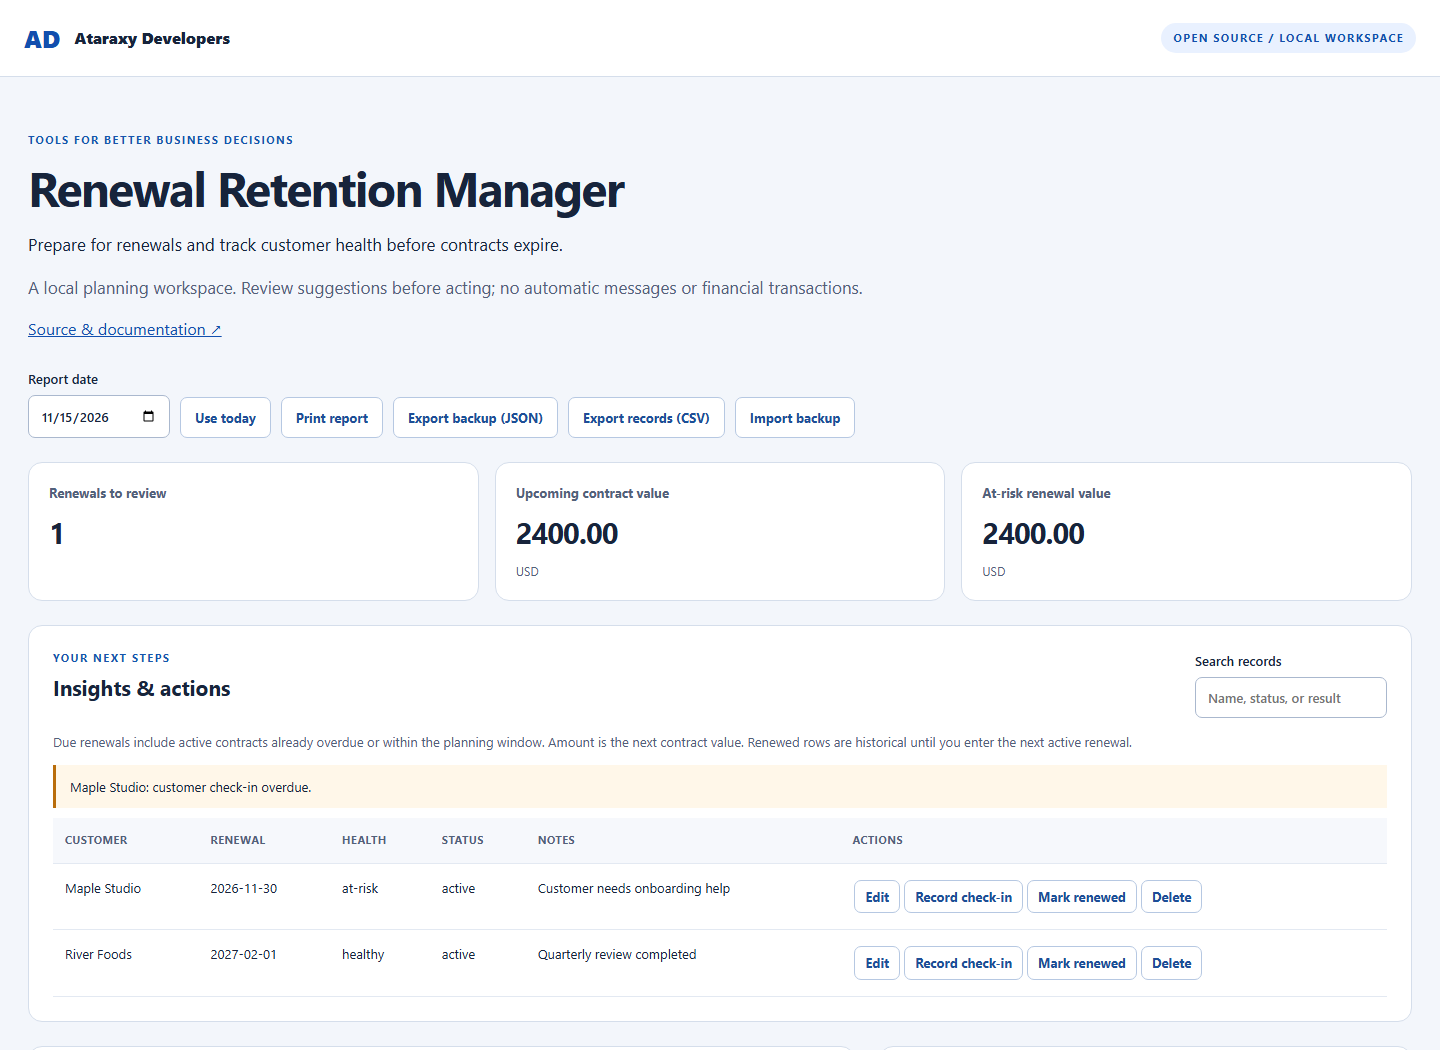 AD Ataraxy Developers
OPEN SOURCE / LOCAL WORKSPACE
TOOLS FOR BETTER BUSINESS DECISIONS
Renewal Retention Manager
Prepare for renewals and track customer health before contracts expire.
A local planning workspace. Review suggestions before acting; no automatic messages or financial transactions.
Source & documentation ↗
Report date
11/15/2026 Use today Print report Export backup (JSON) Export records (CSV) Import backup
Renewals to review
1
Upcoming contract value
2400.00
USD
At-risk renewal value
2400.00
USD
YOUR NEXT STEPS
Insights & actions
Search records
Name, status, or result
Due renewals include active contracts already overdue or within the planning window. Amount is the next contract value. Renewed rows are historical until you enter the next active renewal.
Maple Studio: customer check-in overdue.
CUSTOMER RENEWAL HEALTH STATUS NOTES ACTIONS
Maple Studio 2026-11-30 at-risk active Customer needs onboarding help Edit Record check-in Mark renewed Delete
River Foods 2027-02-01 healthy active Quarterly review completed Edit Record check-in Mark renewed Delete